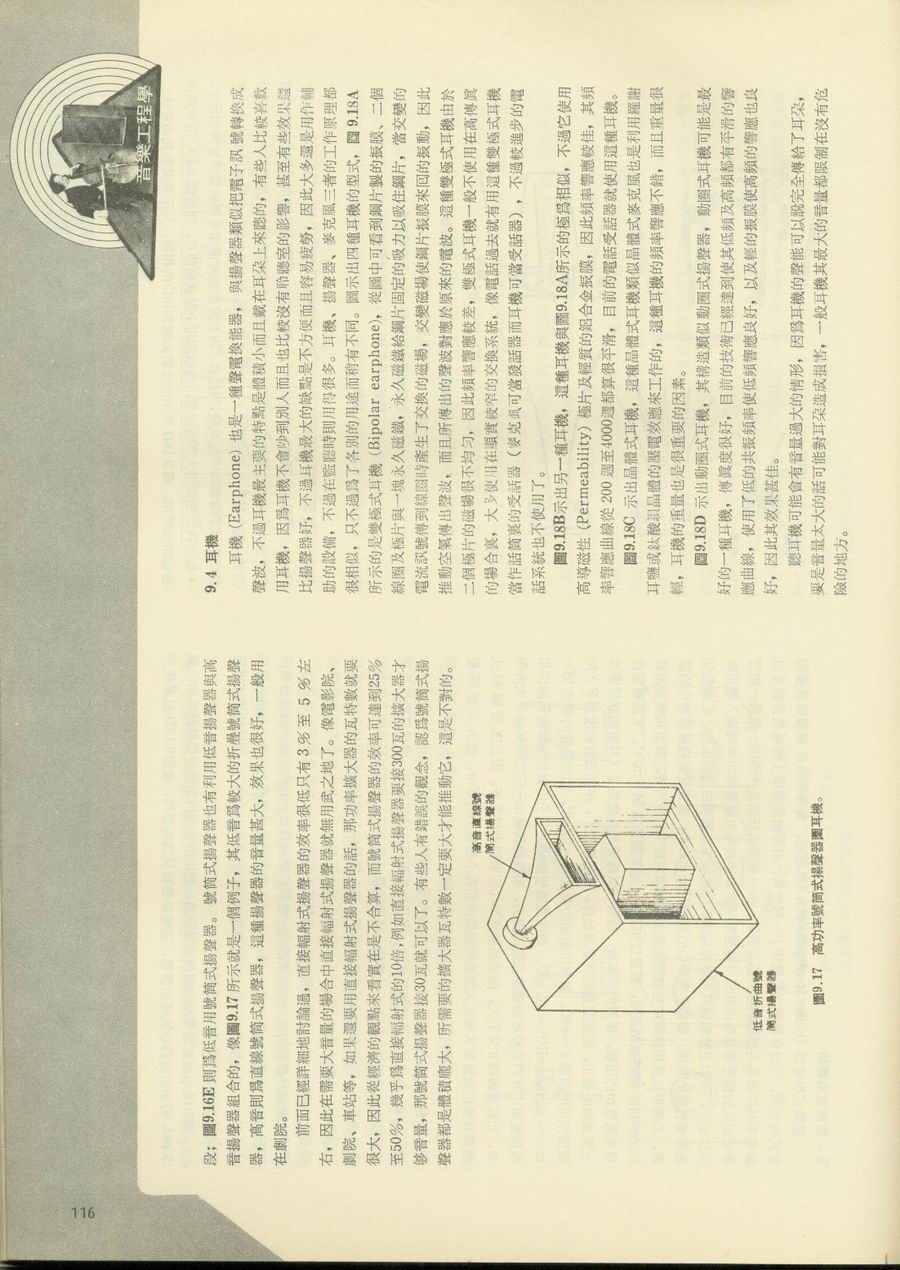 116
音樂工程學
段；圖9.16E則爲低音用號筒式揚聲器。號筒式揚聲器也有利用低音揚聲器與高
音揚聲器組合的，像圖9.17所示就是一個例子，其低音爲較大的折疊號筒式揚聲
器，高音則爲直線號筒式揚聲器，這種揚聲器的音量甚大，效果也很好，一般用
在劇院。
前面已經詳細地討論過，直接輻射式揚聲器的效率很低只有3％至 5 ％左
右，因此在需要大音量的場合中直接輻射式揚聲器就無用武之地了。像電影院、
劇院、車站等，如果還要用直接輻射式揚聲器的話，那功率擴大器的瓦特數就要
很大，因此從經濟的觀點來看實在是不合算，而號筒式揚聲器的效率可達到25％
至50％，幾乎爲直接輻射式的10倍，例如直接輻射式揚聲器要接300瓦的擴大器才
够音量，那號筒式揚聲器接30瓦就可以了。有些人有錯誤的觀念，認爲號筒式揚
聲器都是體積龐大，所需要的擴大器瓦特數一定要大才能推動它，這是不對的。
高音直線號
筒式揚聲器
低音折曲號
筒式揚聲器
圖9.17 高功率號筒式揚聲器圖耳機。
9.4 耳機
耳機 (Earphone) 也是一種聲電換能器，與揚聲器類似把電子訊號轉換成
聲波，不過耳機最主要的特點是體積小而且戴在耳朵上來聽的，有些人比較喜歡
用耳機，因爲耳機不會吵到別人而且也比較沒有聆聽室的影響，甚至有些效果還
比揚聲器好，不過耳機最大的缺點是不方便而且容易疲勞，因此大多還是用作輔
助的設備，不過在監聽時則用得很多。耳機、揚聲器、麥克風三者的工作原理都
很相似，只不過爲了各別的用途而稍有不同。圖示出四種耳機的型式，圖 9.18A
所示的是雙極式耳機 (Bipolar earphone)，從圖中可看到鋼片製的振膜、二個
線圈及極片與一塊永久磁鐵，永久磁鐵給鋼片固定的吸力以吸住鋼片，當交變的
電流訊號傳到線圈時產生了交換的磁場，交變磁場使鋼片振膜來回的振動，因此
推動空氣傳出聲波，而且所傳出的聲波對應於原來的電波。這種雙極式耳機由於
二個極片的磁場很不均勻，因此頻率響應較差，雙極式耳機一般不使用在高傳眞
的場合裏，大多使用在頻寬較窄的交換系統，像電話過去就有用這種雙極式耳機
當作話筒裏的受話器（麥克風可當發話器而耳機可當受話器），不過較進步的電
話系統也不使用了。
圖9.18B示出另一種耳機，這種耳機與圖9.18A所示的極爲相似，不過它使用
高導磁性 (Permeability) 極片及輕質的鋁合金振膜，因此頻率響應較佳，其頻
率響應曲線從 200 週至4000週都算很平滑，目前的電話受話器就使用這種耳機。
圖9.18C 示出晶體式耳機，這種晶體式耳機類似晶體式麥克風也是利用羅謝
耳鹽或鈦酸鋇晶體的壓電效應來工作的，這種耳機的頻率響應不錯，而且重量很
輕，耳機的重量也是很重要的因素。
圖9.18D 示出動圈式耳機，其構造類似動圈式揚聲器，動圈式耳機可能是最
好的一種耳機，傳眞度很好，目前的技術已經達到使其低頻及高頻都有平滑的響
應曲線，使用了低的共振頻率使低頻響應良好，以及輕的振膜使高頻的響應也良
好，因此其效果甚佳。
聽耳機可能會有音量過大的情形，因爲耳機的聲能可以說完全傳給了耳朵，
要是音量太大的話可能對耳朵造成損害，一般耳機其最大的音量都限制在沒有危
險的地方。